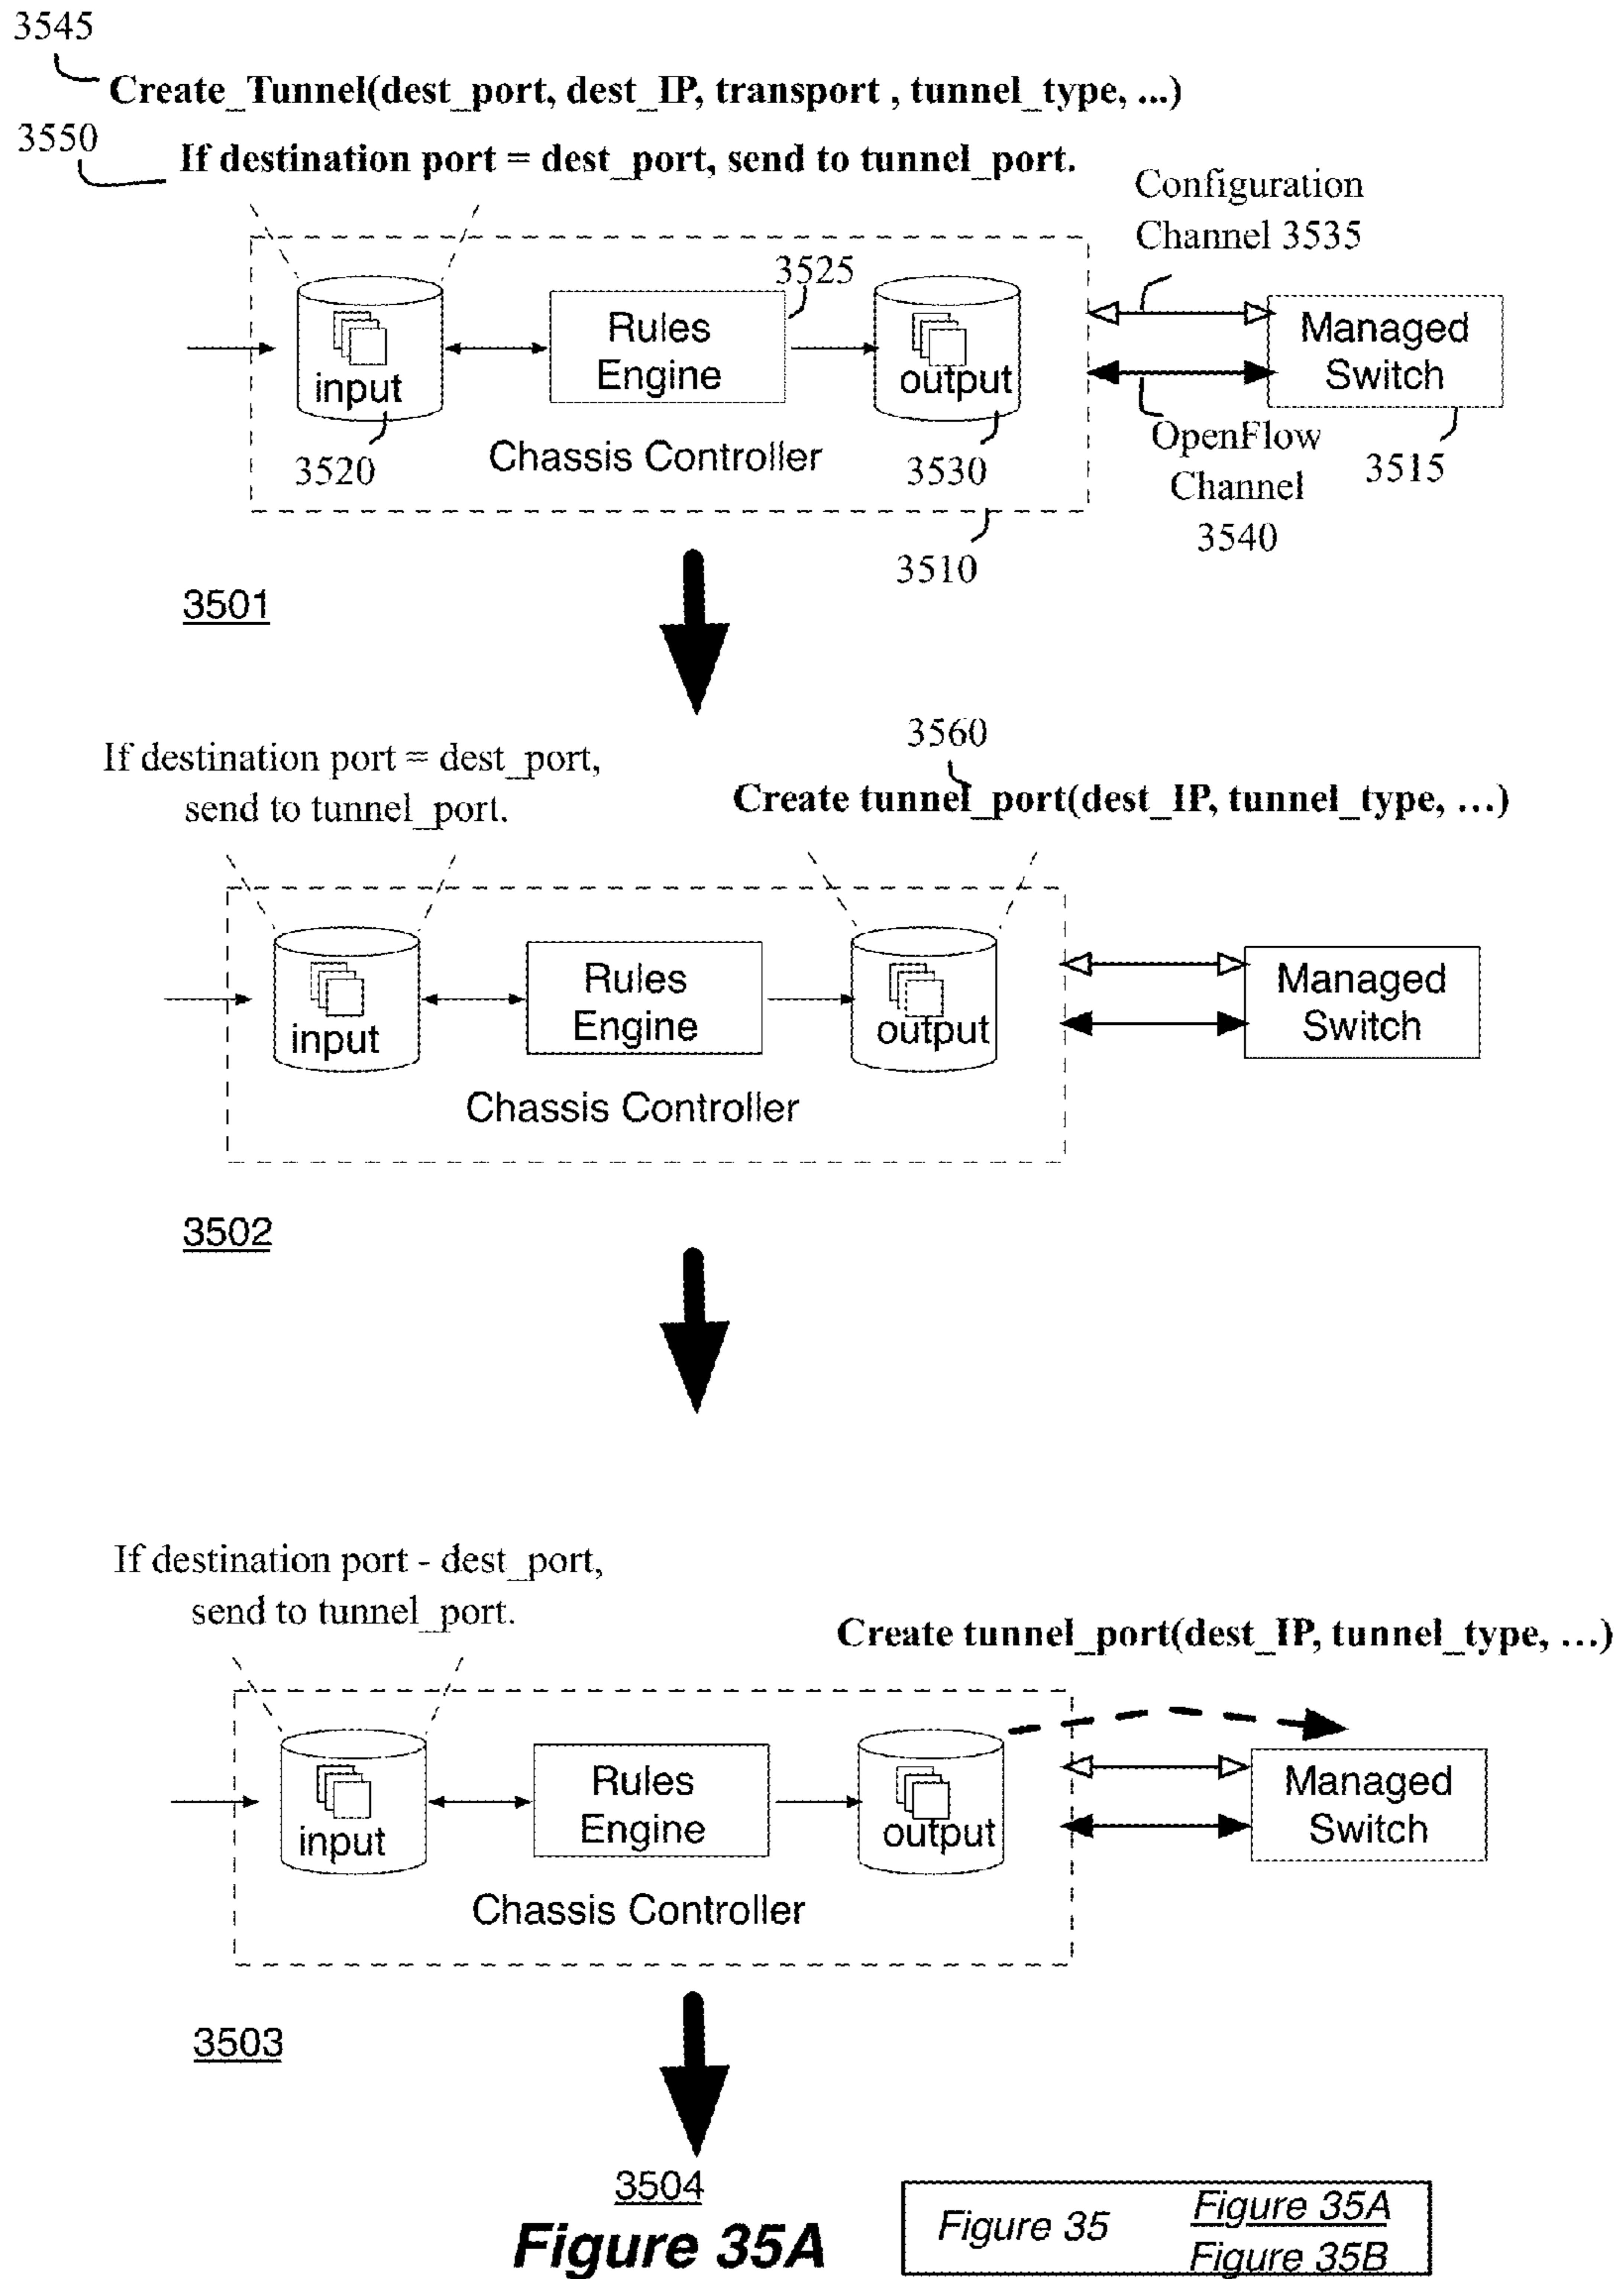 3545
Create_Tunnel(dest_port, dest_IP, transport , tunnel_type, ...)
3550
If destination port = dest_port, send to tunnel_port.
Configuration
Channel 3535
3525
input
Rules
Engine
output
Managed
Switch
3520
Chassis Controller
3530
OpenFlow
Channel
3540
3515
3510
3501
3560
If destination port = dest_port,
send to tunnel_port.
Create tunnel_port(dest_IP, tunnel_type, ...)
input
Rules
Engine
output
Managed
Switch
Chassis Controller
3502
If destination port - dest_port,
send to tunnel_port.
Create tunnel_port(dest_IP, tunnel_type, ...)
input
Rules
Engine
output
Managed
Switch
Chassis Controller
3503
3504
Figure 35A
Figure 35
Figure 35A
Figure 35B